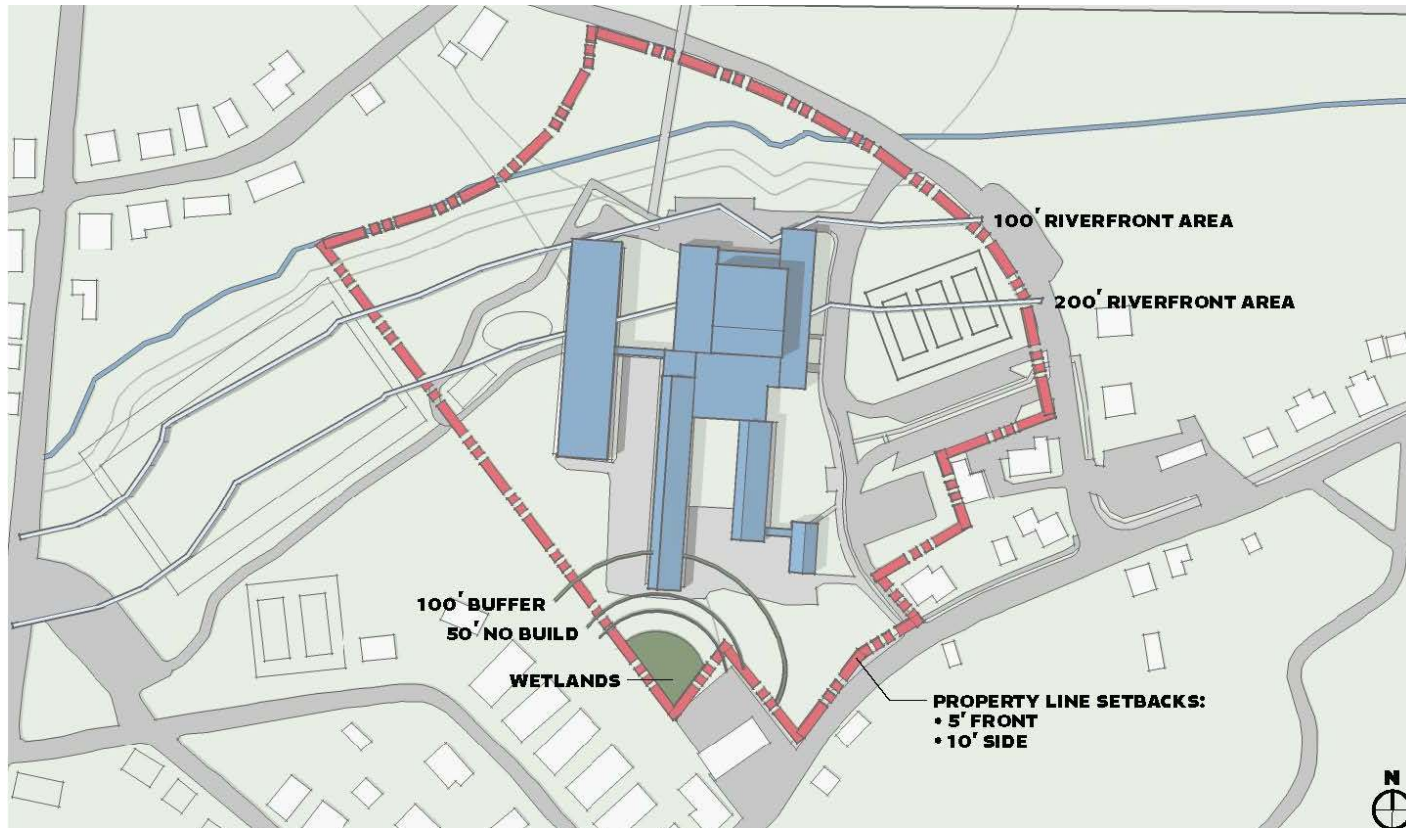 100' RIVERFRONT AREA
200' RIVERFRONT AREA
100' BUFFER
50' NO BUILD
WETLANDS
PROPERTY LINE SETBACKS:
• 5' FRONT
• 10' SIDE
N